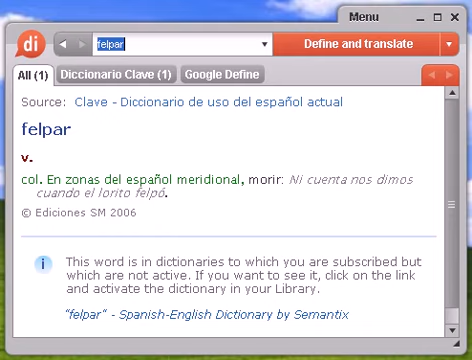 Menu
di
felpar
Define and translate
All (1)
Diccionario Clave (1)
Google Define
Source: Clave - Diccionario de uso del español actual
felpar
v.
col. En zonas del español meridional, morir: Ni cuenta nos dimos
cuando el lorito felpó.
© Ediciones SM 2006
i
This word is in dictionaries to which you are subscribed but
which are not active. If you want to see it, click on the link
and activate the dictionary in your Library.
"felpar" - Spanish-English Dictionary by Semantix